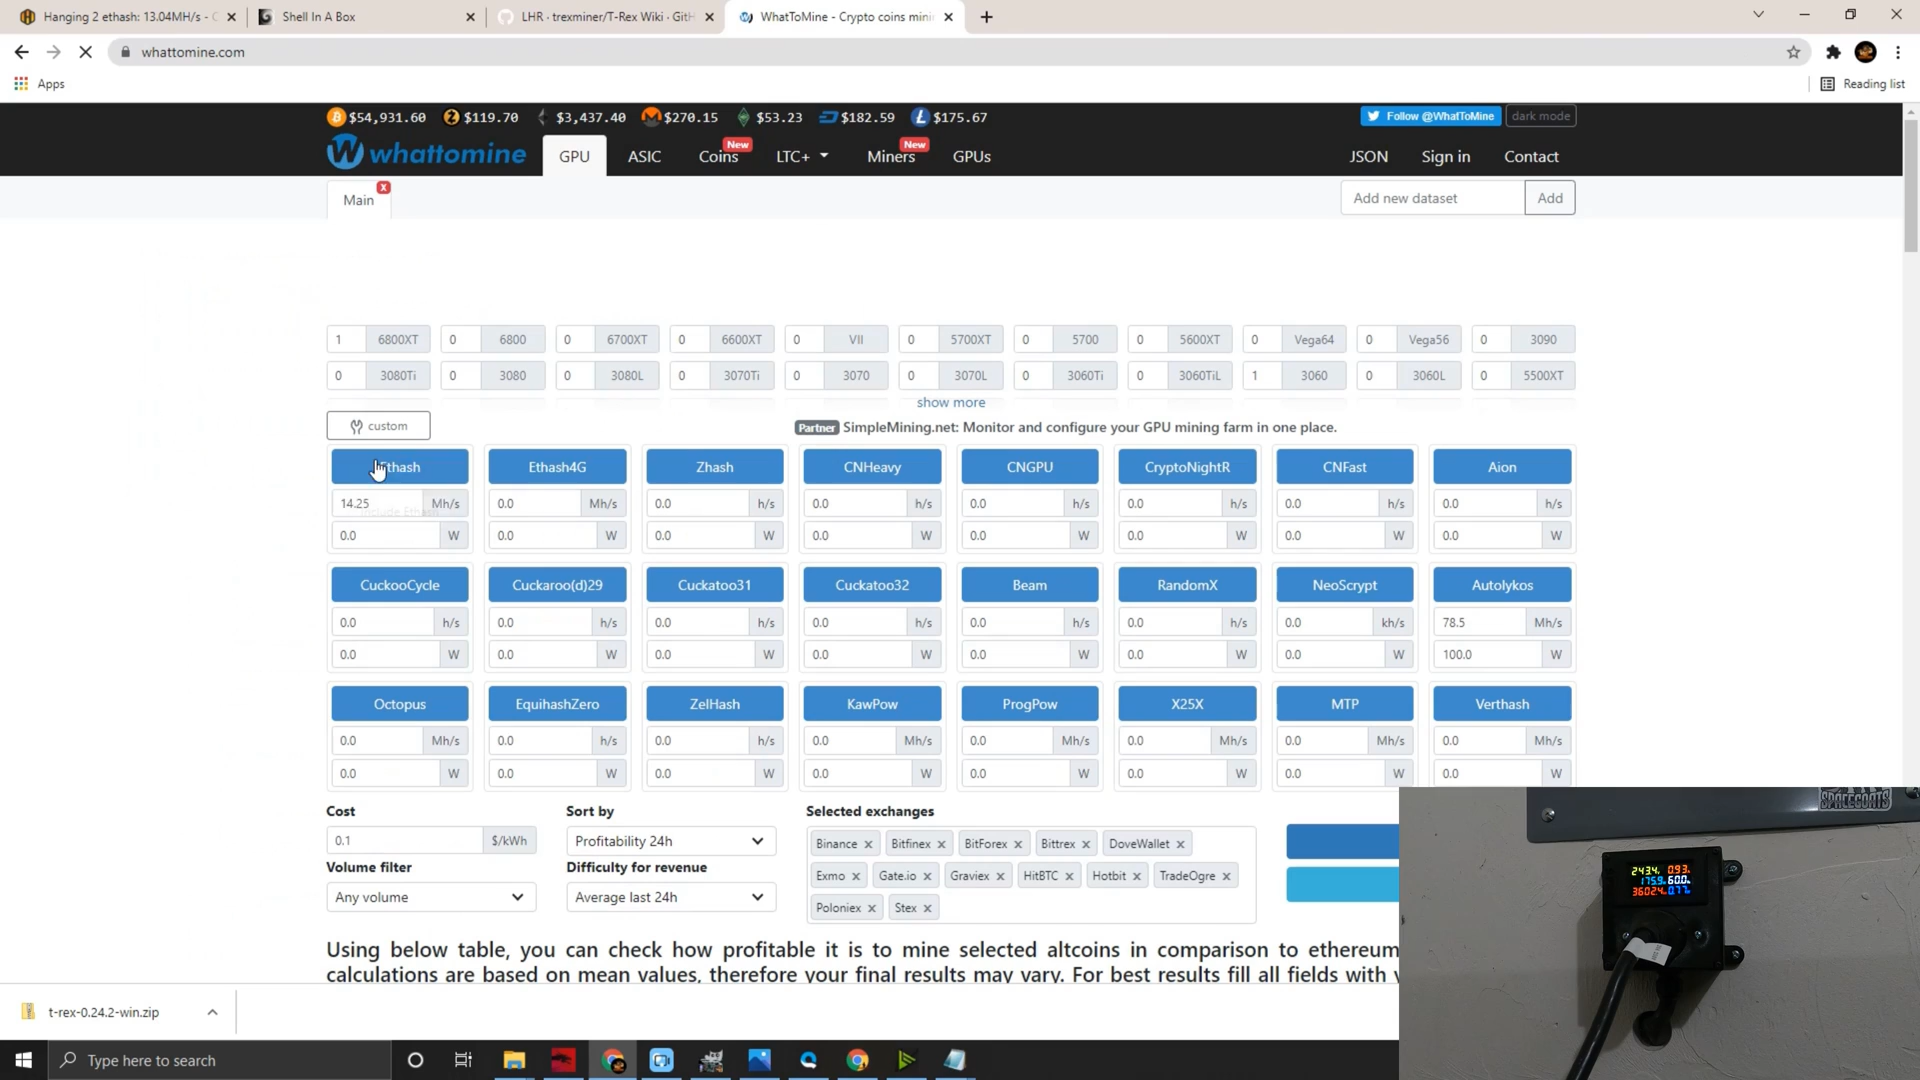 Hanging 2 ethash: 13.04MH/s - C
Shell In A Box
LHR · trexminer/T-Rex Wiki · GitH
WhatToMine - Crypto coins mini
whattomine.com
Apps
Reading list
$54,931.60 $119.70 $3,437.40 $270.15 $53.23 $182.59 $175.67
Follow @WhatToMine dark mode
whattomine GPU ASIC Coins New LTC+ Miners New GPUs JSON Sign in Contact
Main x Add new dataset Add
1 6800XT 0 6800 0 6700XT 0 6600XT 0 VII 0 5700XT 0 5700 0 5600XT 0 Vega64 0 Vega56 0 3090
0 3080Ti 0 3080 0 3080L 0 3070Ti 0 3070 0 3070L 0 3060Ti 0 3060TiL 1 3060 0 3060L 0 5500XT
show more
custom
Partner SimpleMining.net: Monitor and configure your GPU mining farm in one place.
Ethash Ethash4G Zhash CNHeavy CNGPU CryptoNightR CNFast Aion
14.25 Mh/s 0.0 Mh/s 0.0 h/s 0.0 h/s 0.0 h/s 0.0 h/s 0.0 h/s 0.0 h/s
Include Ethash
0.0 W 0.0 W 0.0 W 0.0 W 0.0 W 0.0 W 0.0 W 0.0 W
CuckooCycle Cuckaroo(d)29 Cuckatoo31 Cuckatoo32 Beam RandomX NeoScrypt Autolykos
0.0 h/s 0.0 h/s 0.0 h/s 0.0 h/s 0.0 h/s 0.0 h/s 0.0 kh/s 78.5 Mh/s
0.0 W 0.0 W 0.0 W 0.0 W 0.0 W 0.0 W 0.0 W 100.0 W
Octopus EquihashZero ZelHash KawPow ProgPow X25X MTP Verthash
0.0 Mh/s 0.0 h/s 0.0 h/s 0.0 Mh/s 0.0 Mh/s 0.0 Mh/s 0.0 Mh/s 0.0 Mh/s
0.0 W 0.0 W 0.0 W 0.0 W 0.0 W 0.0 W 0.0 W 0.0 W
Cost Sort by Selected exchanges
0.1 $/kWh Profitability 24h
Binance × Bitfinex × BitForex × Bittrex × DoveWallet ×
Volume filter Difficulty for revenue
Exmo × Gate.io × Graviex × HitBTC × Hotbit × TradeOgre ×
Any volume Average last 24h
Poloniex × Stex ×
Using below table, you can check how profitable it is to mine selected altcoins in comparison to ethereum
calculations are based on mean values, therefore your final results may vary. For best results fill all fields with
SPACEGOATS
243.4 0.93
175.9 60.0
3602.4 0.77
t-rex-0.24.2-win.zip
Type here to search